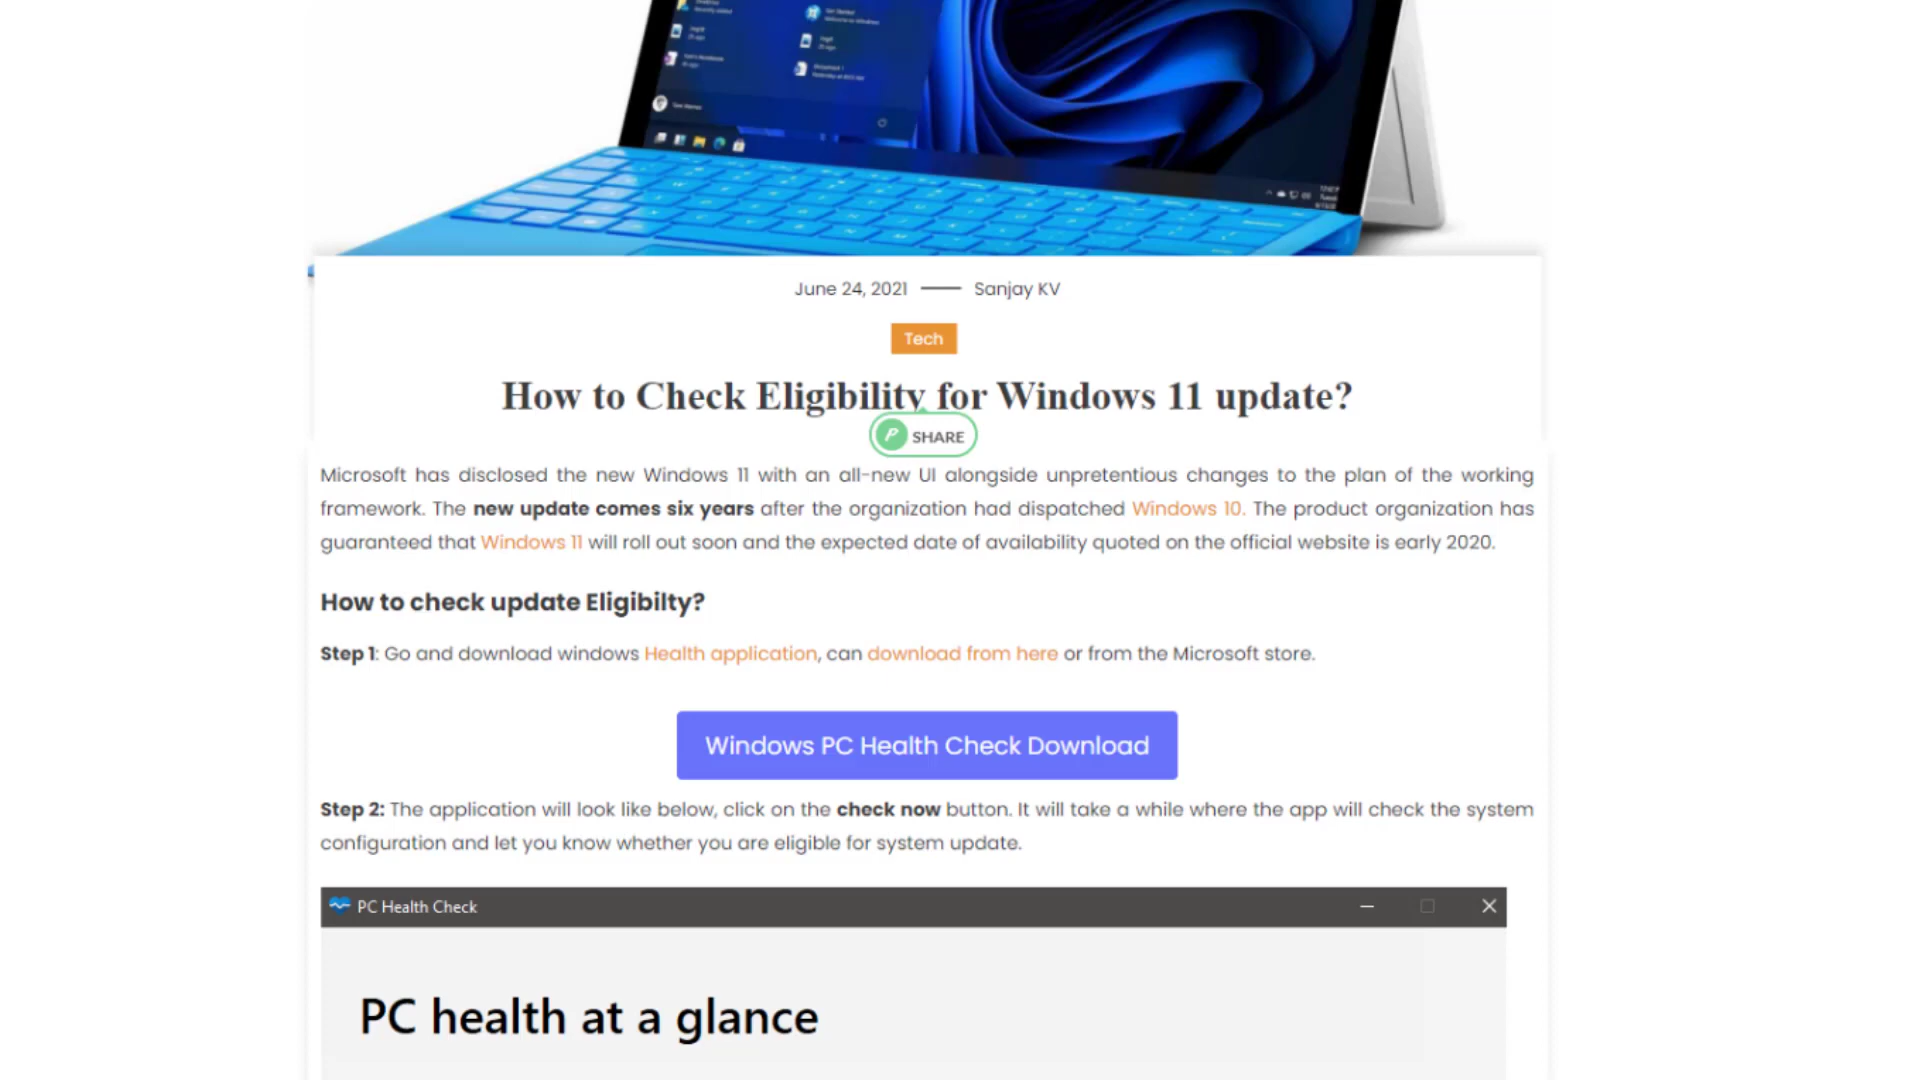 June 24, 2021 Sanjay KV
Tech
How to Check Eligibility for Windows 11 update?
SHARE
Microsoft has disclosed the new Windows 11 with an all-new UI alongside unpretentious changes to the plan of the working
framework. The new update comes six years after the organization had dispatched Windows 10. The product organization has
guaranteed that Windows 11 will roll out soon and the expected date of availability quoted on the official website is early 2020.
How to check update Eligibilty?
Step 1: Go and download windows Health application, can download from here or from the Microsoft store.
Windows PC Health Check Download
Step 2: The application will look like below, click on the check now button. It will take a while where the app will check the system
configuration and let you know whether you are eligible for system update.
PC Health Check
PC health at a glance